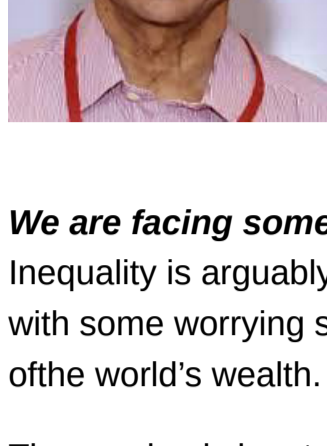 We are facing some
Inequality is arguably
with some worrying
ofthe world’s wealth.